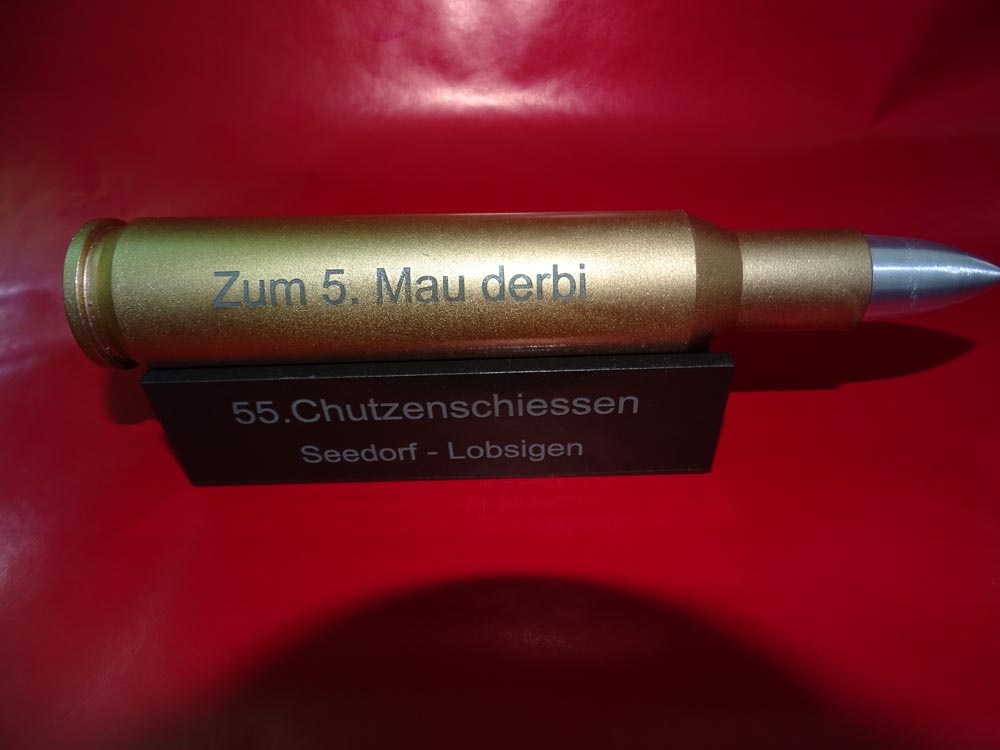 Zum 5. Mau derbi
55.Chutzenschiessen
Seedorf - Lobsigen